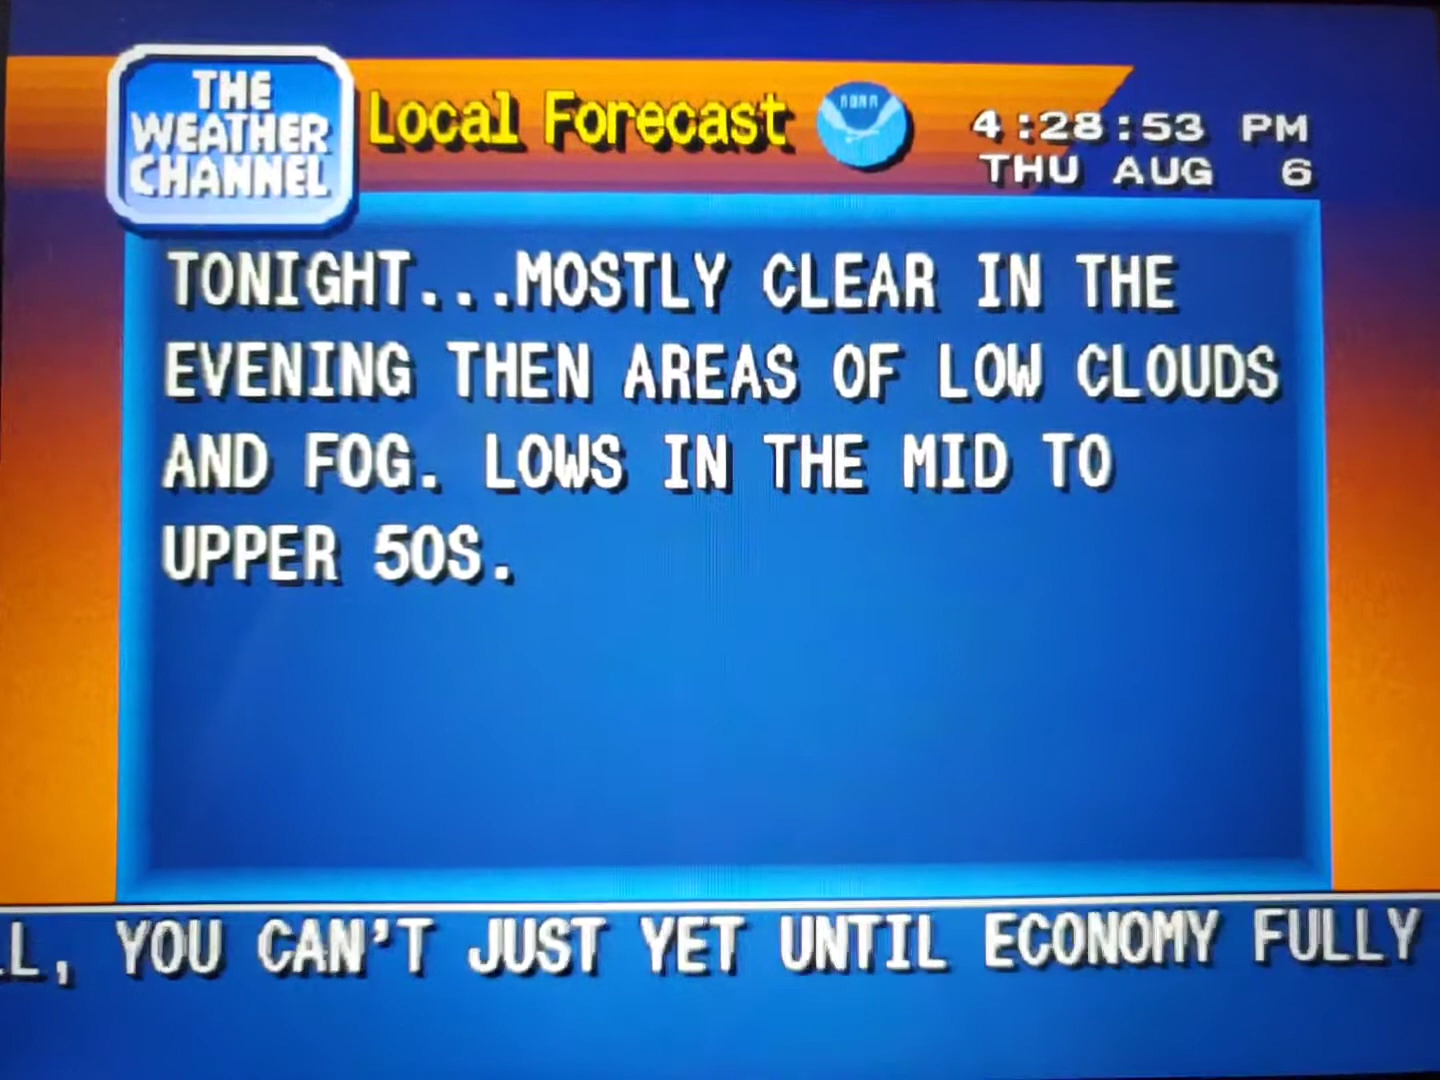 THE
WEATHER
CHANNEL
Local Forecast
NOAA
4:28:53 PM
THU AUG 6
TONIGHT...MOSTLY CLEAR IN THE
EVENING THEN AREAS OF LOW CLOUDS
AND FOG. LOWS IN THE MID TO
UPPER 50S.
LL, YOU CAN'T JUST YET UNTIL ECONOMY FULLY